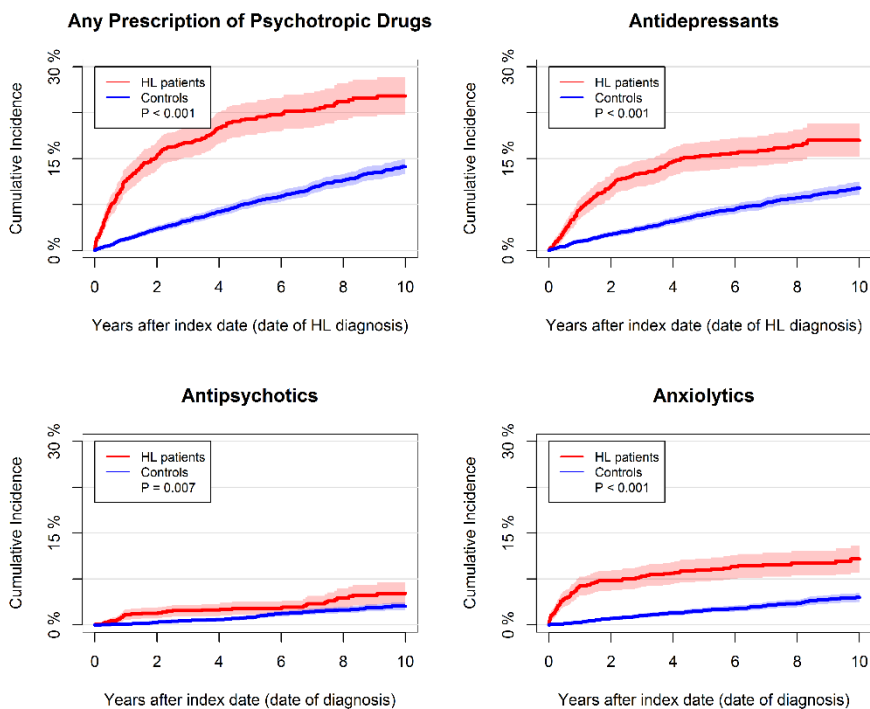 Any Prescription of Psychotropic Drugs
Cumulative Incidence
30 %
15 %
0 %
HL patients
Controls
P < 0.001
0 2 4 6 8 10
Years after index date (date of HL diagnosis)
Antidepressants
Cumulative Incidence
30 %
15 %
0 %
HL patients
Controls
P < 0.001
0 2 4 6 8 10
Years after index date (date of HL diagnosis)
Antipsychotics
Cumulative Incidence
30 %
15 %
0 %
HL patients
Controls
P = 0.007
0 2 4 6 8 10
Years after index date (date of diagnosis)
Anxiolytics
Cumulative Incidence
30 %
15 %
0 %
HL patients
Controls
P < 0.001
0 2 4 6 8 10
Years after index date (date of diagnosis)